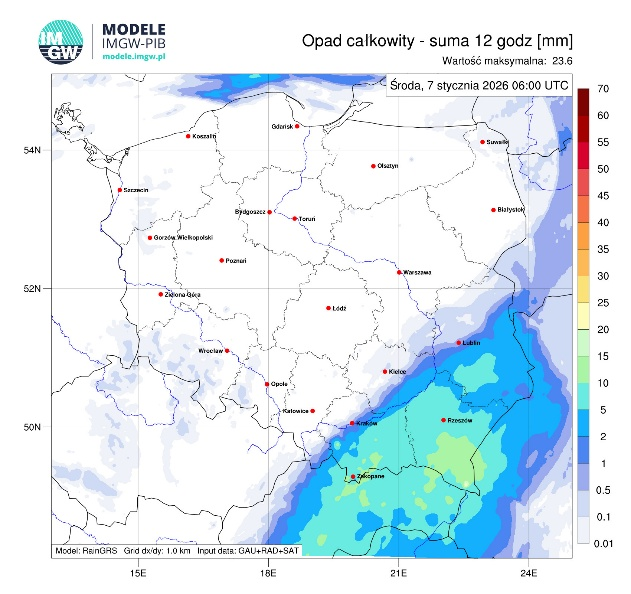 IM
GW
MODELE
IMGW-PIB
modele.imgw.pl
Opad całkowity - suma 12 godz [mm]
Wartość maksymalna: 23.6
Środa, 7 stycznia 2026 06:00 UTC
70
60
55
50
45
40
35
30
25
20
15
10
5
2
1
0.5
0.1
0.01
54N
52N
50N
Gdańsk
Koszalin
Suwałki
Olsztyn
Szczecin
Bydgoszcz
Toruń
Białystok
Gorzów Wielkopolski
Poznań
Warszawa
Zielona Góra
Łódź
Lublin
Wrocław
Kielce
Opole
Katowice
Kraków
Rzeszów
Zakopane
Model: RainGRS Grid dx/dy: 1.0 km Input data: GAU+RAD+SAT
15E
18E
21E
24E